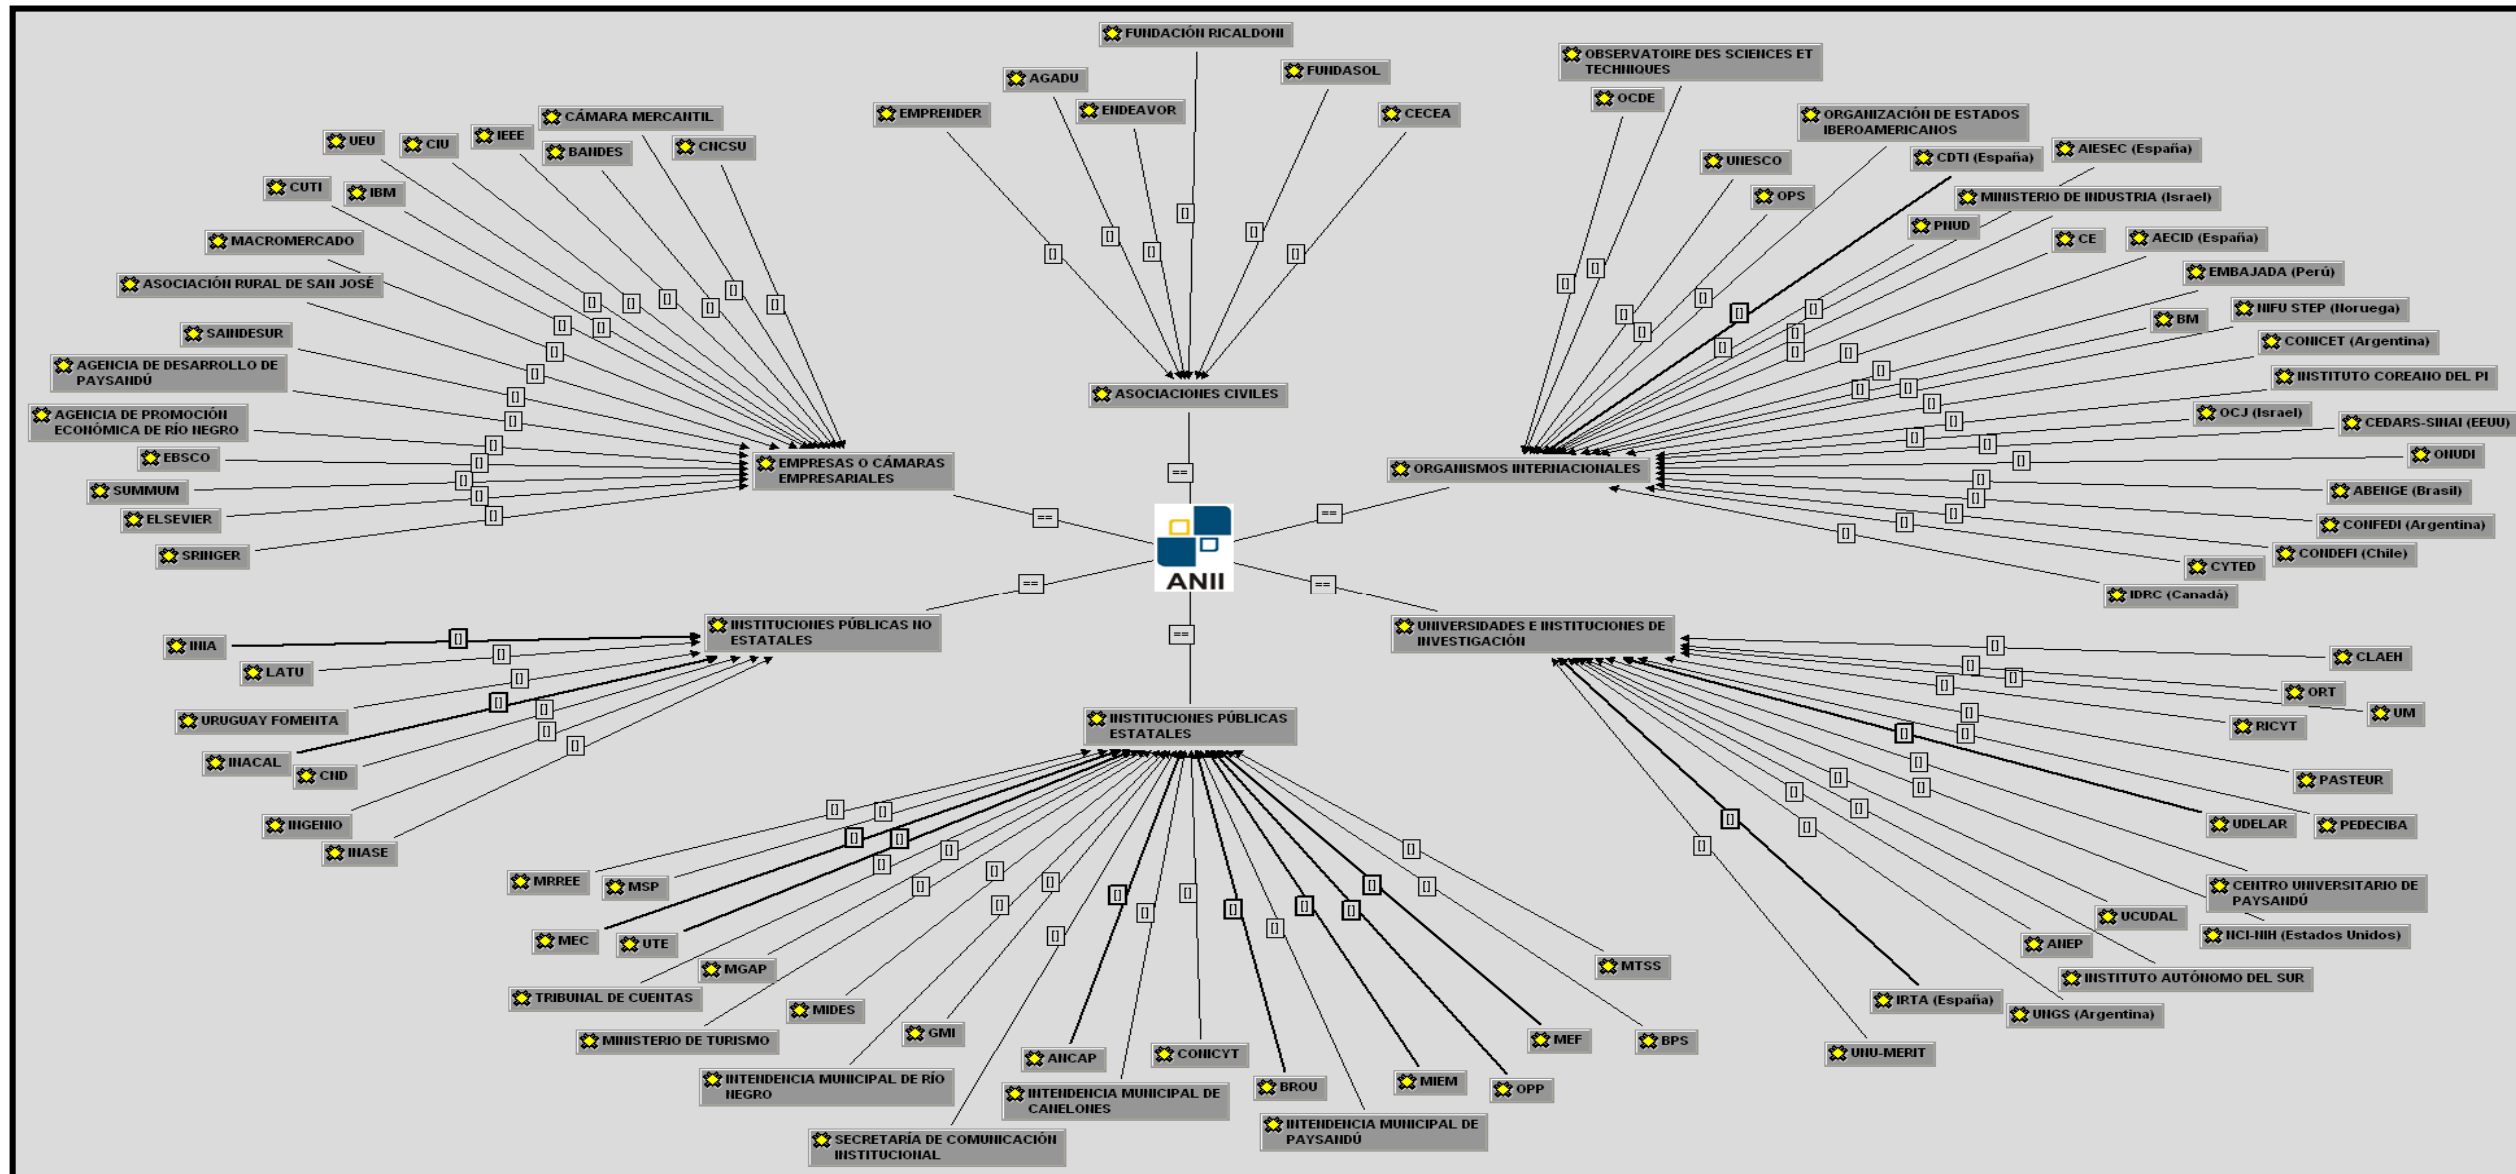 FUNDACIÓN RICALDONI
AGADU
FUNDASOL
EMPRENDER
ENDEAVOR
CECEA
ASOCIACIONES CIVILES
OBSERVATOIRE DES SCIENCES ET
TECHNIQUES
OCDE
ORGANIZACIÓN DE ESTADOS
IBEROAMERICANOS
UNESCO
CDTI (España)
AIESEC (España)
OPS
MINISTERIO DE INDUSTRIA (Israel)
PNUD
CE
AECID (España)
EMBAJADA (Perú)
BM
NIFU STEP (Noruega)
CONICET (Argentina)
INSTITUTO COREANO DEL PI
OCJ (Israel)
CEDARS-SINAI (EEUU)
ONUDI
ABENGE (Brasil)
CONFEDI (Argentina)
CONDEFI (Chile)
CYTED
IDRC (Canadá)
ORGANISMOS INTERNACIONALES
CÁMARA MERCANTIL
IEEE
CIU
UEU
BANDES
CNCSU
CUTI
IBM
MACROMERCADO
ASOCIACIÓN RURAL DE SAN JOSÉ
SAINDESUR
AGENCIA DE DESARROLLO DE
PAYSANDÚ
AGENCIA DE PROMOCIÓN
ECONÓMICA DE RÍO NEGRO
EBSCO
SUMMUM
ELSEVIER
SRINGER
EMPRESAS O CÁMARAS
EMPRESARIALES
ANII
INSTITUCIONES PÚBLICAS NO
ESTATALES
INIA
LATU
URUGUAY FOMENTA
INACAL
CND
INGENIO
INASE
INSTITUCIONES PÚBLICAS
ESTATALES
MRREE
MSP
MEC
UTE
MGAP
TRIBUNAL DE CUENTAS
MIDES
MINISTERIO DE TURISMO
GMI
INTENDENCIA MUNICIPAL DE RÍO
NEGRO
ANCAP
CONICYT
INTENDENCIA MUNICIPAL DE
CANELONES
SECRETARÍA DE COMUNICACIÓN
INSTITUCIONAL
BROU
INTENDENCIA MUNICIPAL DE
PAYSANDÚ
MIEM
OPP
MEF
BPS
MTSS
UNIVERSIDADES E INSTITUCIONES DE
INVESTIGACIÓN
CLAEH
ORT
UM
RICYT
PASTEUR
UDELAR
PEDECIBA
CENTRO UNIVERSITARIO DE
PAYSANDÚ
UCUDAL
NCI-NIH (Estados Unidos)
ANEP
INSTITUTO AUTÓNOMO DEL SUR
IRTA (España)
UNGS (Argentina)
UNU-MERIT